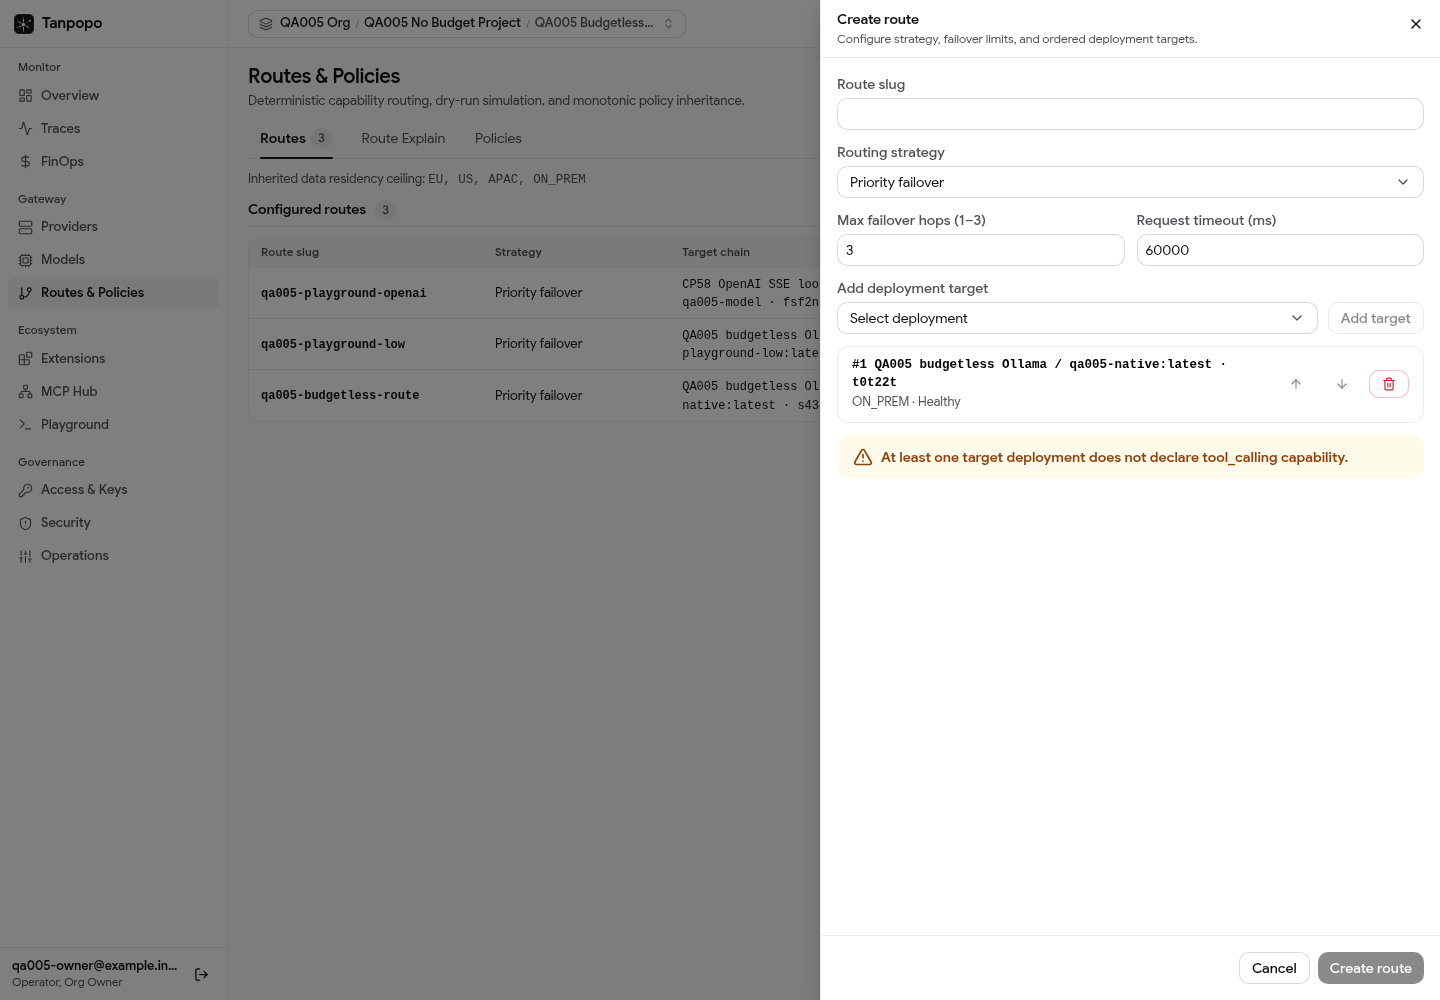 Tanpopo
Monitor
Overview
Traces
FinOps
Gateway
Providers
Models
Routes & Policies
Ecosystem
Extensions
MCP Hub
Playground
Governance
Access & Keys
Security
Operations
qa005-owner@example.in...
Operator, Org Owner
QA005 Org / QA005 No Budget Project / QA005 Budgetless...
Routes & Policies
Deterministic capability routing, dry-run simulation, and monotonic policy inheritance.
Routes 3 Route Explain Policies
Inherited data residency ceiling: EU, US, APAC, ON_PREM
Configured routes 3
Route slug Strategy Target chain
qa005-playground-openai Priority failover CP58 OpenAI SSE loo
qa005-model · fsf2n
qa005-playground-low Priority failover QA005 budgetless Ol
playground-low:late
qa005-budgetless-route Priority failover QA005 budgetless Ol
native:latest · s43
Create route
Configure strategy, failover limits, and ordered deployment targets.
Route slug
Routing strategy
Priority failover
Max failover hops (1–3) Request timeout (ms)
3 60000
Add deployment target
Select deployment Add target
#1 QA005 budgetless Ollama / qa005-native:latest ·
t0t22t
ON_PREM · Healthy
At least one target deployment does not declare tool_calling capability.
Cancel Create route